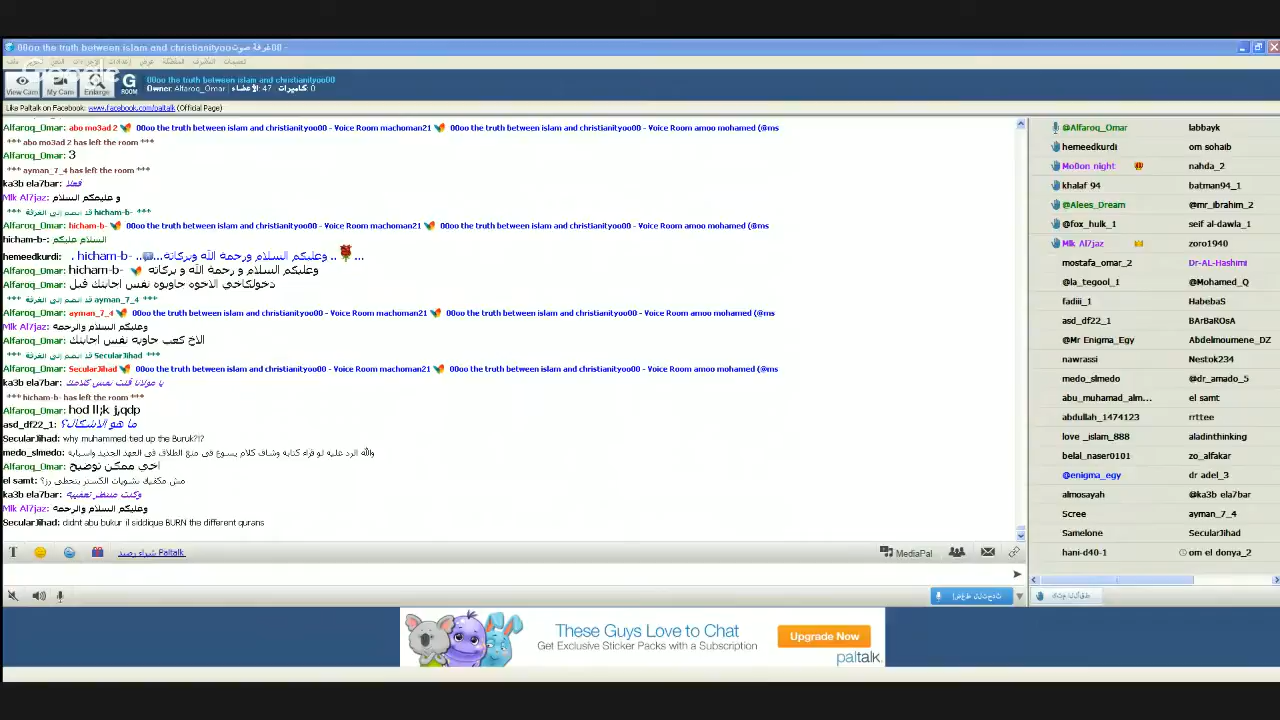 00oo the truth between islam and christianityoo00غرفة صوت -
Google
View Cam
My Cam
Enlarge
G
ROOM
00oo the truth between islam and christianityoo00
Owner: Alfaroq_Omar الأعضاء: 47 كاميرات 0
Like Paltalk on Facebook: www.facebook.com/paltalk (Official Page)
Alfaroq_Omar: abo mo3ad 2 00oo the truth between islam and christianityoo00 - Voice Room machoman21 00oo the truth between islam and christianityoo00 - Voice Room amoo mohamed (@ms
*** abo mo3ad 2 has left the room ***
Alfaroq_Omar: 3
*** ayman_7_4 has left the room ***
ka3b ela7bar: فعلا
Mlk Al7jaz: و عليكم السلام
*** قد انضم إلى الغرفة hicham-b- ***
Alfaroq_Omar: hicham-b- 00oo the truth between islam and christianityoo00 - Voice Room machoman21 00oo the truth between islam and christianityoo00 - Voice Room amoo mohamed (@ms
hicham-b-: السلام عليكم
hemeedkurdi: . hicham-b- ..وعليكم السلام ورحمة الله وبركاتة... ...
Alfaroq_Omar: hicham-b- وعليكم السلام و رحمة الله و بركاته
Alfaroq_Omar: دخولكاخي الاخوه جاوبوه نفس اجابتك قبل
*** قد انضم إلى الغرفة ayman_7_4 ***
Alfaroq_Omar: ayman_7_4 00oo the truth between islam and christianityoo00 - Voice Room machoman21 00oo the truth between islam and christianityoo00 - Voice Room amoo mohamed (@ms
Mlk Al7jaz: وعليكم السلام والرحمه
Alfaroq_Omar: الاخ كعب جاوبه نفس اجابتك
*** قد انضم إلى الغرفة SecularJihad ***
Alfaroq_Omar: SecularJihad 00oo the truth between islam and christianityoo00 - Voice Room machoman21 00oo the truth between islam and christianityoo00 - Voice Room amoo mohamed (@ms
ka3b ela7bar: يا مولانا قلت نفس كلامك
*** hicham-b- has left the room ***
Alfaroq_Omar: hod ll;k j,qdp
asd_df22_1: ما هو الاشكال؟
SecularJihad: why muhammed tied up the Buruk?!?
medo_slmedo: والله الرد عليه لو قراء كتابه وشاف كلام يسوع فى منع الطلاق فى العهد الجديد واسبابه
Alfaroq_Omar: اخي ممكن توضيح
el samt: مش مكفيك بشويات الكستر بتحطى رز؟
ka3b ela7bar: وكنت منتظر تعقيبه
Mlk Al7jaz: وعليكم السلام والرحمه
SecularJihad: didnt abu bukur il siddique BURN the different qurans
شراء رصيد Paltalk
MediaPal
@Alfaroq_Omar
hemeedkurdi
Mo0on night
khalaf 94
@Alees_Dream
@fox_hulk_1
Mlk Al7jaz
mostafa_omar_2
@la_tegool_1
fadiii_1
asd_df22_1
@Mr Enigma_Egy
nawrassi
medo_slmedo
abu_muhamad_alm...
abdullah_1474123
love _islam_888
belal_naser0101
@enigma_egy
almosayah
Scree
Samelone
hani-d40-1
labbayk
om sohaib
nahda_2
batman94_1
@mr_ibrahim_2
seif al-dawla_1
zoro1940
Dr-AL-Hashimi
@Mohamed_Q
HabebaS
BArBaROsA
Abdelmoumene_DZ
Nestok234
@dr_amado_5
el samt
rrttee
aladinthinking
zo_alfakar
dr adel_3
@ka3b ela7bar
ayman_7_4
SecularJihad
om el donya_2
These Guys Love to Chat
Get Exclusive Sticker Packs with a Subscription
Upgrade Now
paltalk